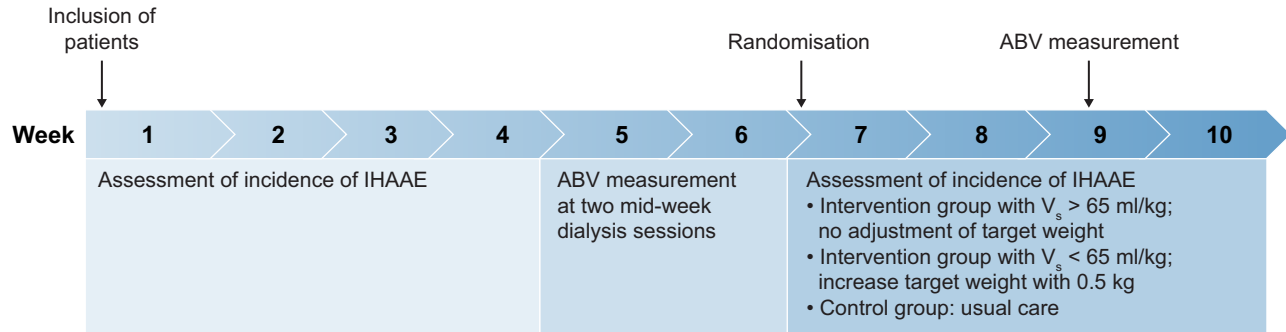 Inclusion of
patients
Randomisation
ABV measurement
Week 1 2 3 4 5 6 7 8 9 10
Assessment of incidence of IHAAE
ABV measurement
at two mid-week
dialysis sessions
Assessment of incidence of IHAAE
• Intervention group with Vs > 65 ml/kg;
no adjustment of target weight
• Intervention group with Vs < 65 ml/kg;
increase target weight with 0.5 kg
• Control group: usual care